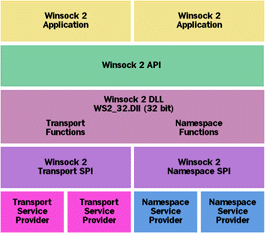 Winsock 2
Application
Winsock 2
Application
Winsock 2 API
Winsock 2 DLL
WS2_32.Dll (32 bit)
Transport
Functions
Namespace
Functions
Winsock 2
Transport SPI
Winsock 2
Namespace SPI
Transport
Service
Provider
Transport
Service
Provider
Namespace
Service
Provider
Namespace
Service
Provider